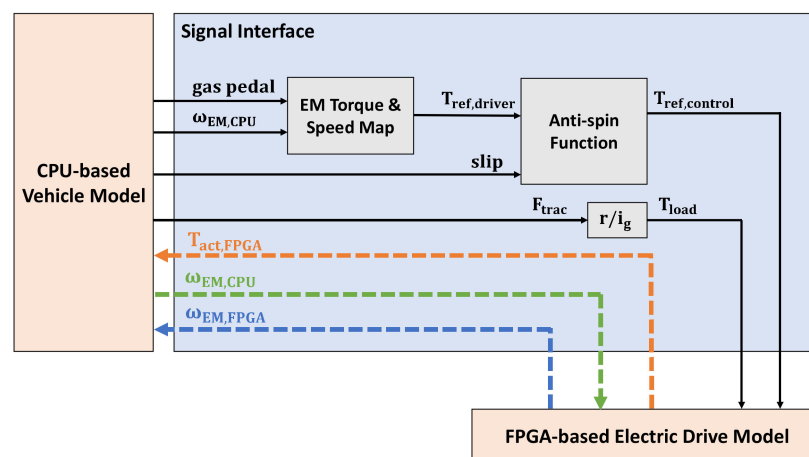 Signal Interface
gas pedal
ω_EM,CPU
EM Torque &
Speed Map
T_ref,driver
Anti-spin
Function
T_ref,control
CPU-based
Vehicle Model
slip
F_trac
r/i_g
T_load
T_act,FPGA
ω_EM,CPU
ω_EM,FPGA
FPGA-based Electric Drive Model